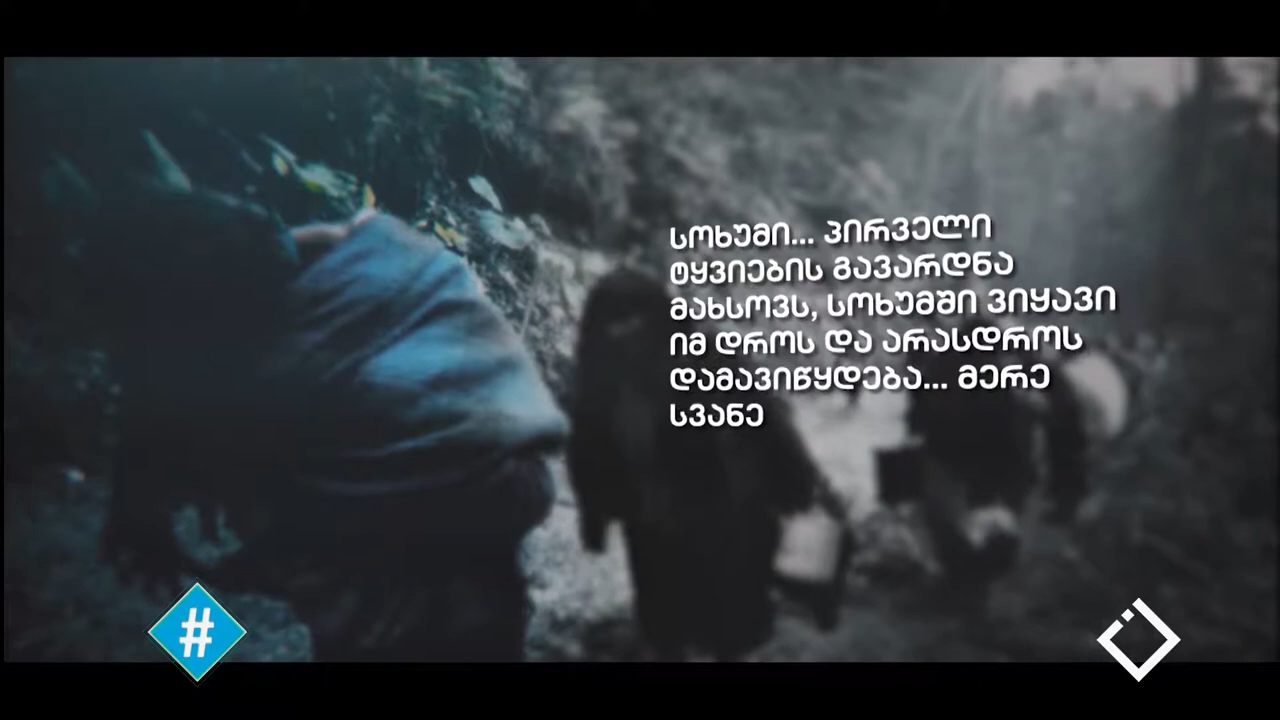 სოხუმი... პირველი
ტყვიების გავარდნა
მახსოვს, სოხუმში ვიყავი
იმ დროს და არასდროს
დამავიწყდება... მერე
სვანე
#